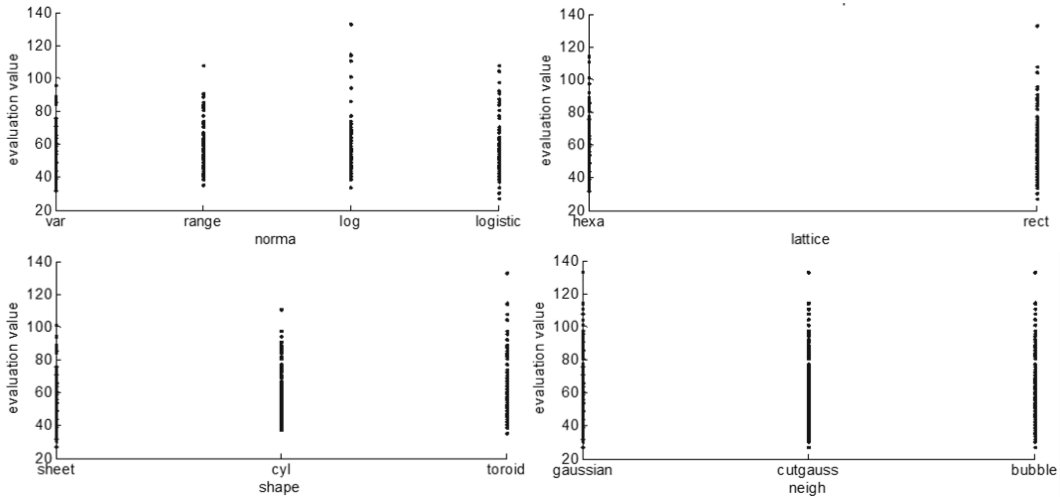 140
120
100
80
60
40
20
evaluation value
var
range
log
logistic
norma
140
120
100
80
60
40
20
evaluation value
hexa
rect
lattice
140
120
100
80
60
40
20
evaluation value
sheet
cyl
toroid
shape
140
120
100
80
60
40
20
evaluation value
gaussian
cutgauss
bubble
neigh